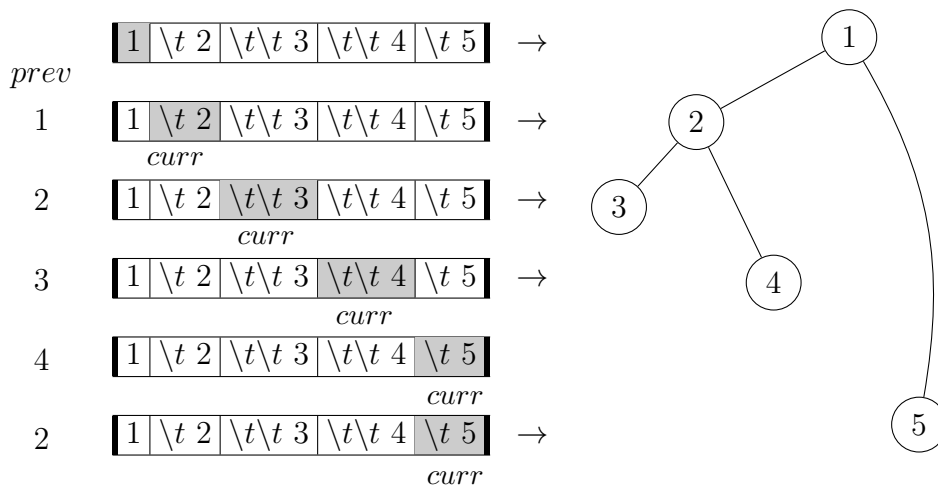 1 \t 2 \t\t 3 \t\t 4 \t 5 → 1
prev
1 1 \t 2 \t\t 3 \t\t 4 \t 5 → 2
curr
2 1 \t 2 \t\t 3 \t\t 4 \t 5 → 3
curr
3 1 \t 2 \t\t 3 \t\t 4 \t 5 → 4
curr
4 1 \t 2 \t\t 3 \t\t 4 \t 5
curr
2 1 \t 2 \t\t 3 \t\t 4 \t 5 → 5
curr